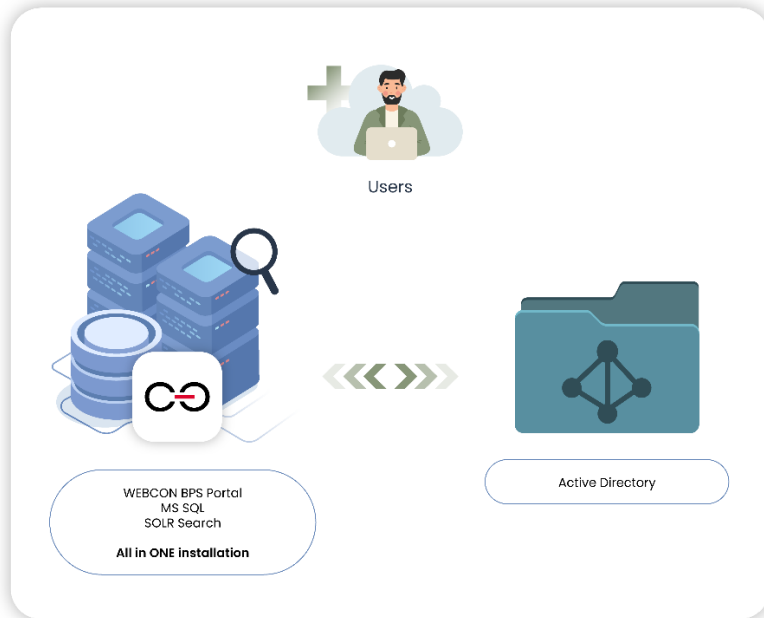 Users
WEBCON BPS Portal
MS SQL
SOLR Search
All in ONE installation
Active Directory